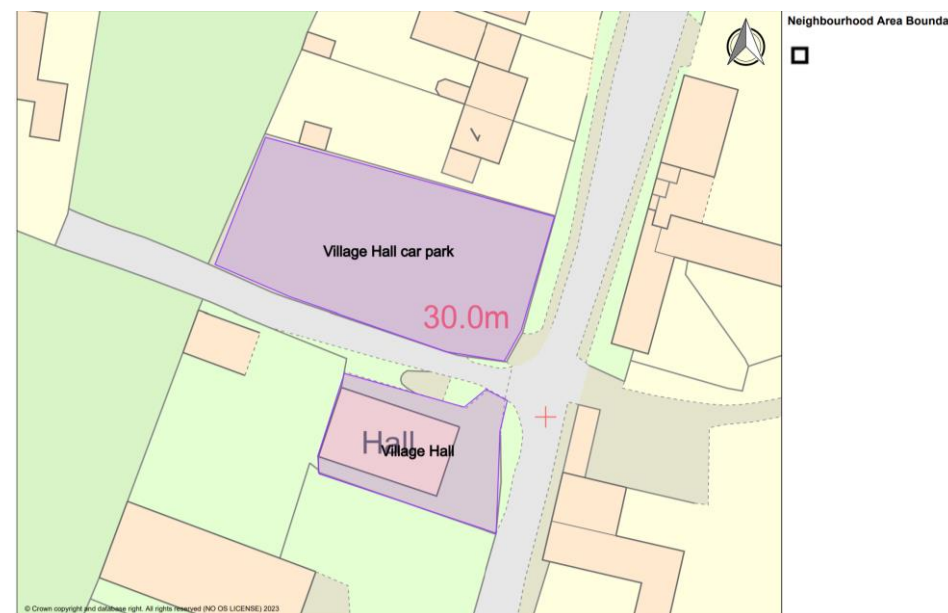 Neighbourhood Area Bounda
1
Village Hall car park
30.0m
Hall
Village Hall
© Crown copyright and database right. All rights reserved (NO OS LICENSE) 2023